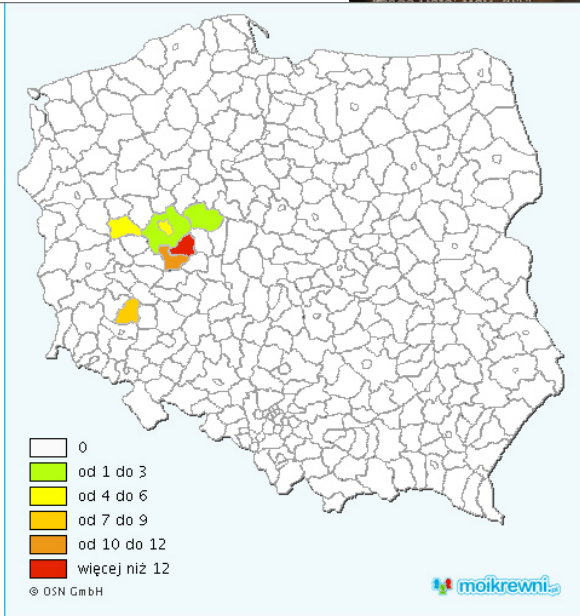 0
od 1 do 3
od 4 do 6
od 7 do 9
od 10 do 12
więcej niż 12
© OSN GmbH
moikrewni.pl